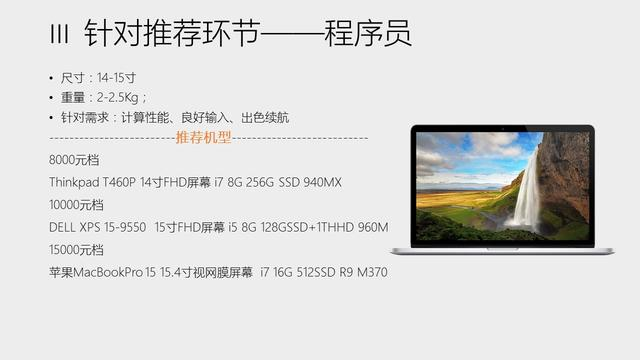 III 针对推荐环节——程序员
• 尺寸：14-15寸
• 重量：2-2.5Kg；
• 针对需求：计算性能、良好输入、出色续航
-------------------------推荐机型---------------------------
8000元档
Thinkpad T460P 14寸FHD屏幕 i7 8G 256G SSD 940MX
10000元档
DELL XPS 15-9550 15寸FHD屏幕 i5 8G 128GSSD+1THHD 960M
15000元档
苹果MacBookPro 15 15.4寸视网膜屏幕 i7 16G 512SSD R9 M370